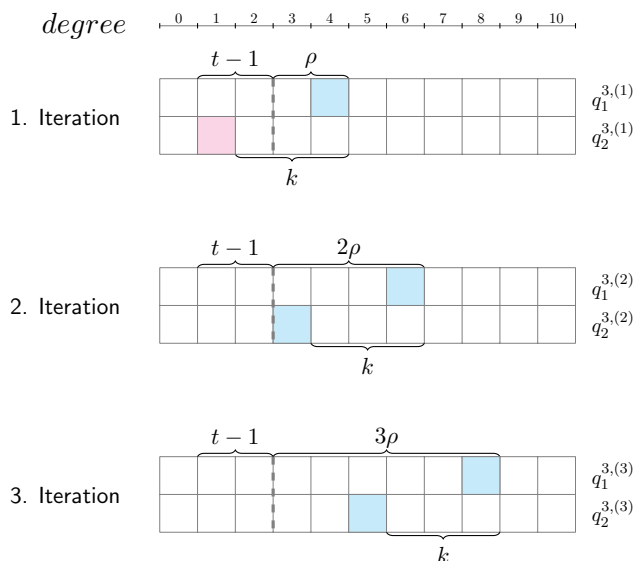 degree 0 1 2 3 4 5 6 7 8 9 10
t − 1 ρ
1. Iteration
q_1^{3,(1)}
q_2^{3,(1)}
k
t − 1 2ρ
2. Iteration
q_1^{3,(2)}
q_2^{3,(2)}
k
t − 1 3ρ
3. Iteration
q_1^{3,(3)}
q_2^{3,(3)}
k